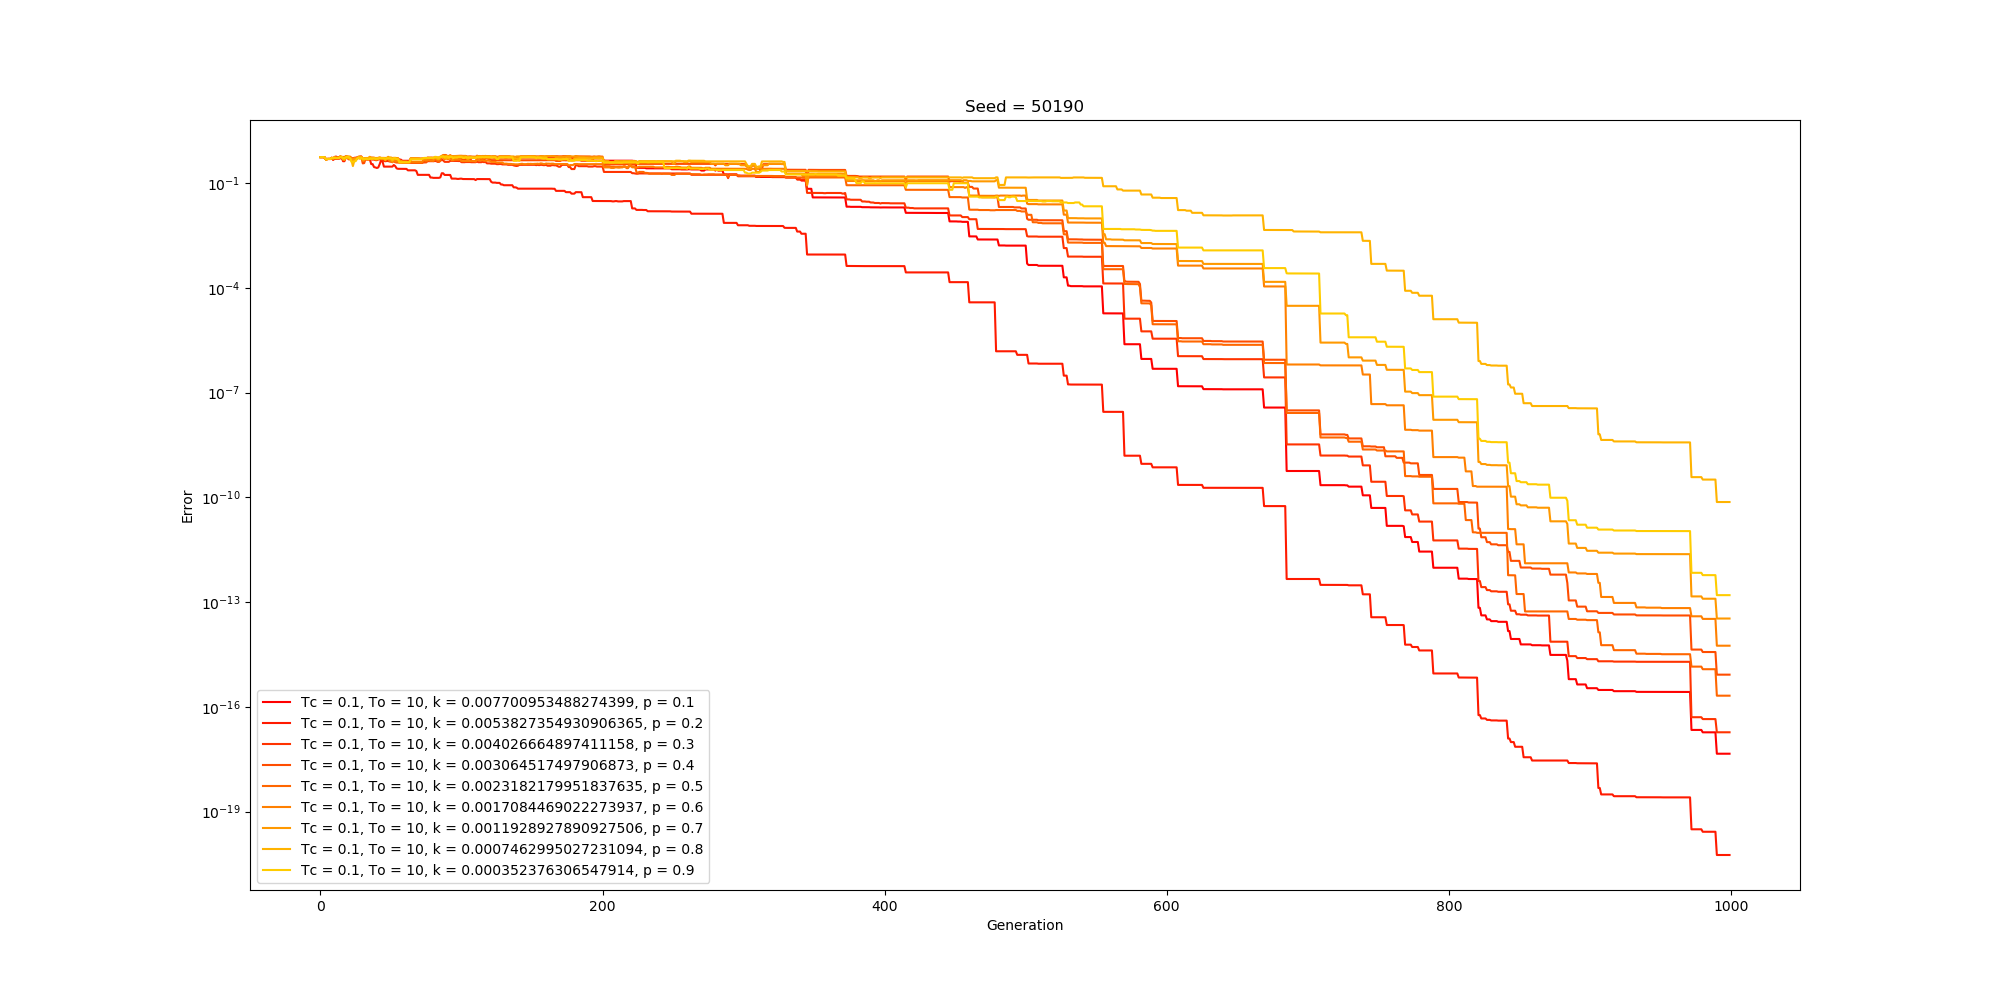 Seed = 50190
Error
10⁻¹
10⁻⁴
10⁻⁷
10⁻¹⁰
10⁻¹³
10⁻¹⁶
10⁻¹⁹
Tc = 0.1, To = 10, k = 0.007700953488274399, p = 0.1
Tc = 0.1, To = 10, k = 0.0053827354930906365, p = 0.2
Tc = 0.1, To = 10, k = 0.004026664897411158, p = 0.3
Tc = 0.1, To = 10, k = 0.003064517497906873, p = 0.4
Tc = 0.1, To = 10, k = 0.0023182179951837635, p = 0.5
Tc = 0.1, To = 10, k = 0.0017084469022273937, p = 0.6
Tc = 0.1, To = 10, k = 0.0011928927890927506, p = 0.7
Tc = 0.1, To = 10, k = 0.0007462995027231094, p = 0.8
Tc = 0.1, To = 10, k = 0.000352376306547914, p = 0.9
0 200 400 600 800 1000
Generation